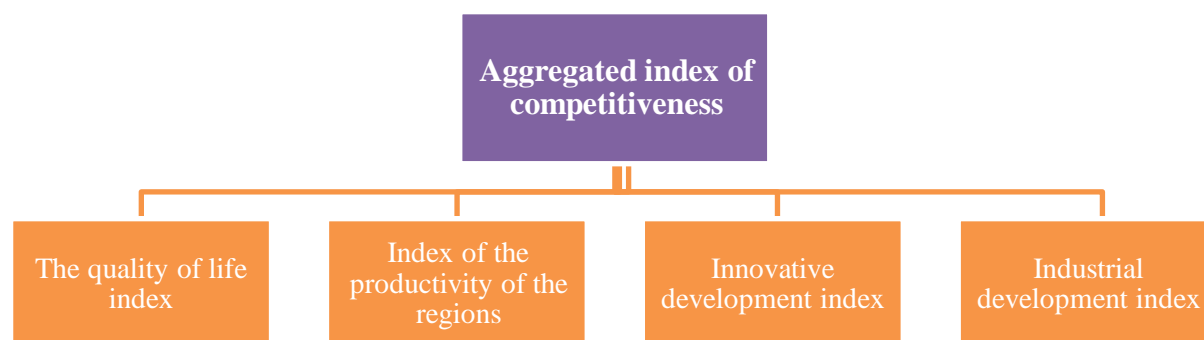 Aggregated index of
competitiveness
The quality of life
index
Index of the
productivity of the
regions
Innovative
development index
Industrial
development index